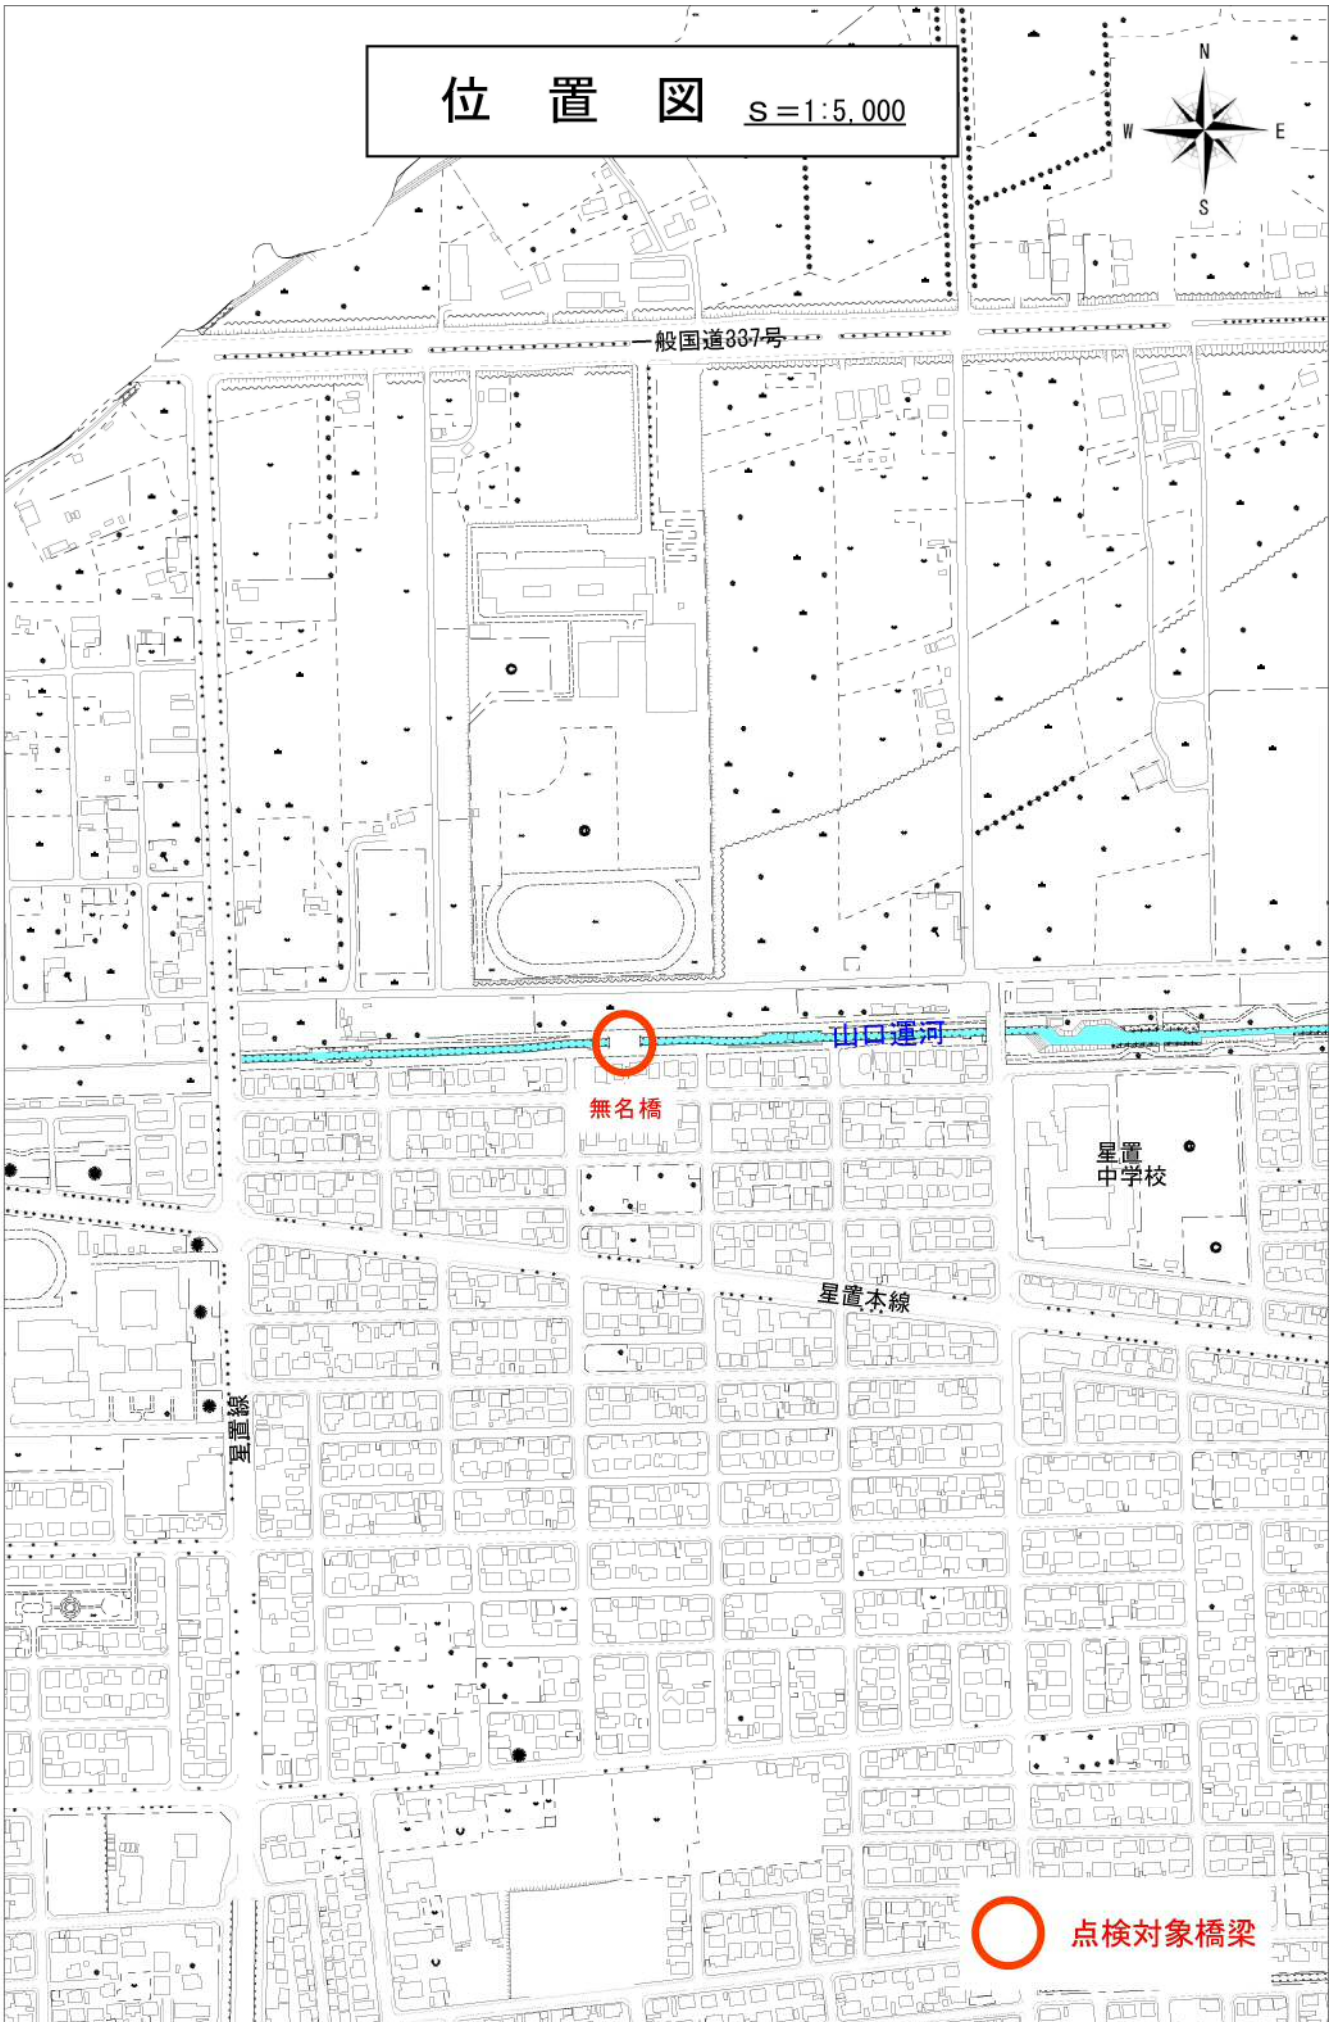 位 置 図 S=1:5,000
N
W E
S
一般国道337号
山口運河
無名橋
星置
中学校
星置本線
星置線
点検対象橋梁